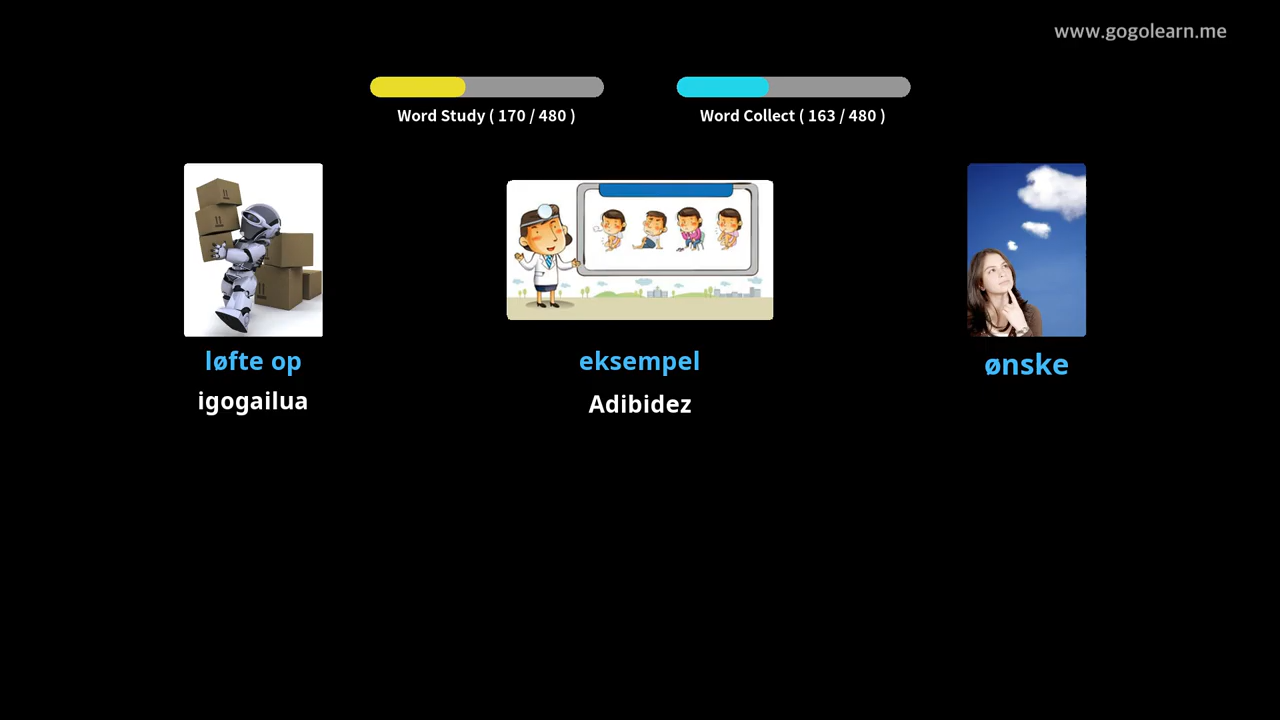 www.gogolearn.me
Word Study ( 170 / 480 )
Word Collect ( 163 / 480 )
løfte op
igogailua
eksempel
Adibidez
ønske